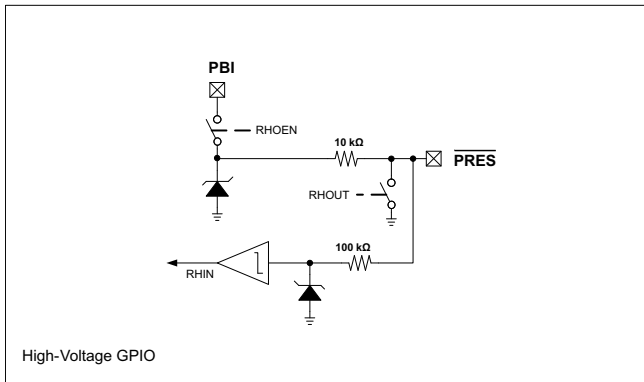 PBI
RHOEN
10 kΩ
PRES
RHOUT
100 kΩ
RHIN
High-Voltage GPIO